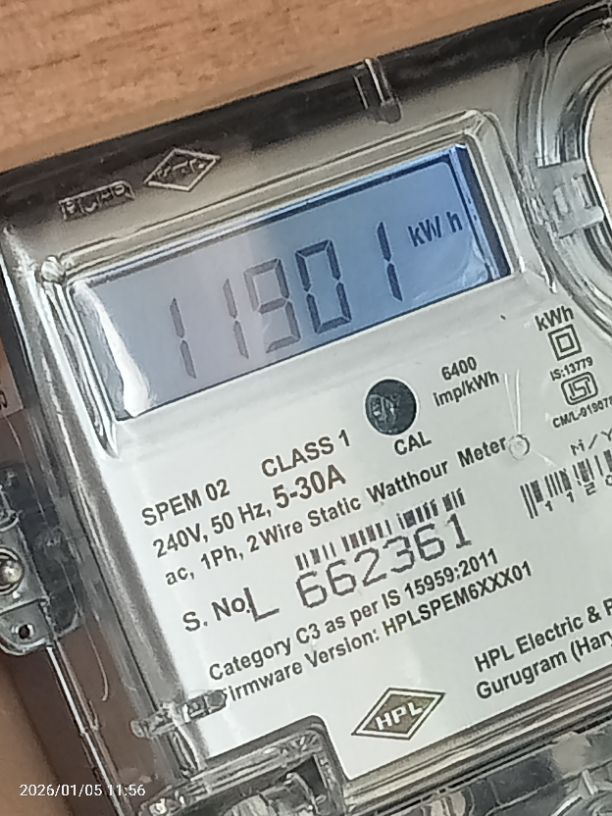 11901 kWh
6400
imp/kWh
kWh
IS:13779
CAL
SPEM 02 CLASS 1
240V, 50 Hz, 5-30A
ac, 1Ph, 2Wire Static Watthour Meter
S. No. L 662361
Category C3 as per IS 15959:2011
Firmware Version: HPLSPEM6XXX01
HPL Electric &
Gurugram
HPL
2026/01/05 11:56